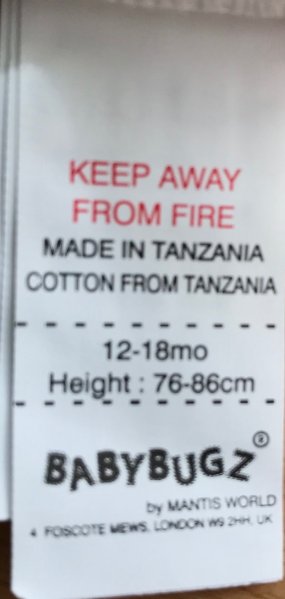 KEEP AWAY
FROM FIRE
MADE IN TANZANIA
COTTON FROM TANZANIA
12-18mo
Height : 76-86cm
BABYBUGZ®
by MANTIS WORLD
4 FOSCOTE MEWS, LONDON W9 2HH, UK